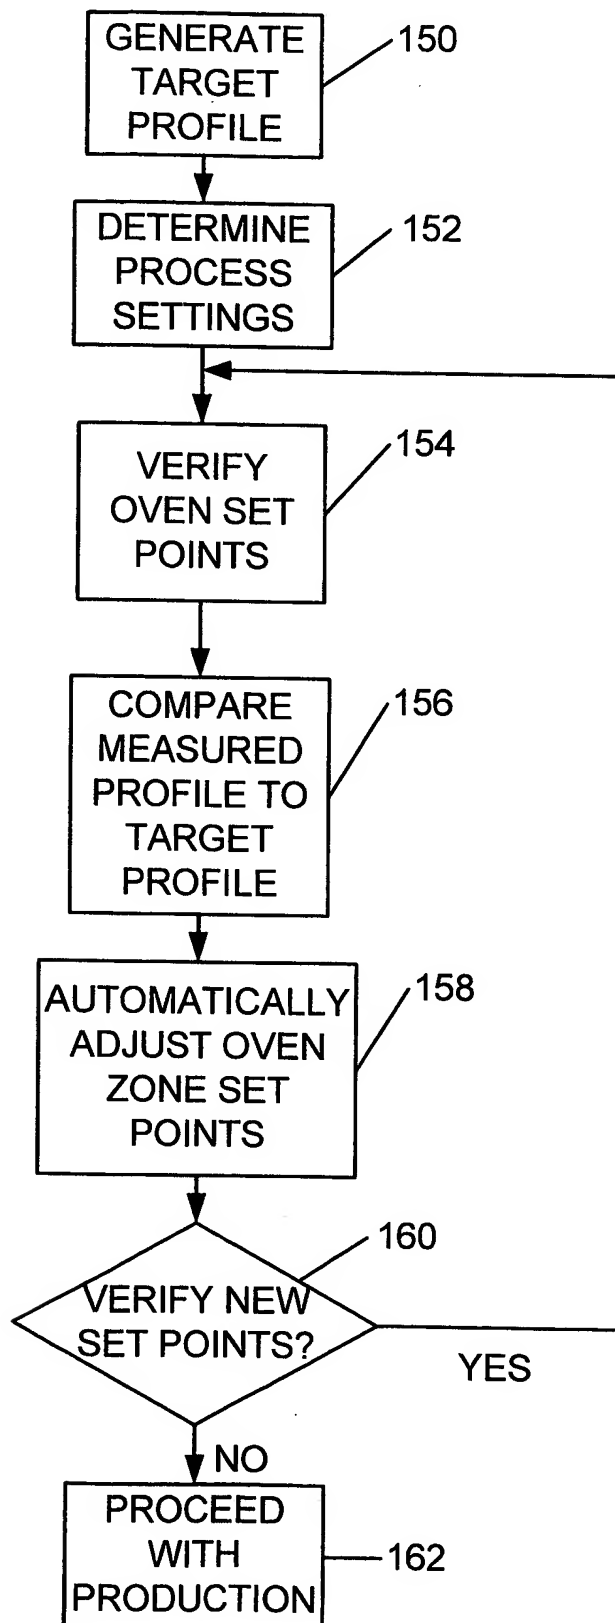 GENERATE
TARGET
PROFILE
150
DETERMINE
PROCESS
SETTINGS
152
VERIFY
OVEN SET
POINTS
154
COMPARE
MEASURED
PROFILE TO
TARGET
PROFILE
156
AUTOMATICALLY
ADJUST OVEN
ZONE SET
POINTS
158
VERIFY NEW
SET POINTS?
160
YES
NO
PROCEED
WITH
PRODUCTION
162